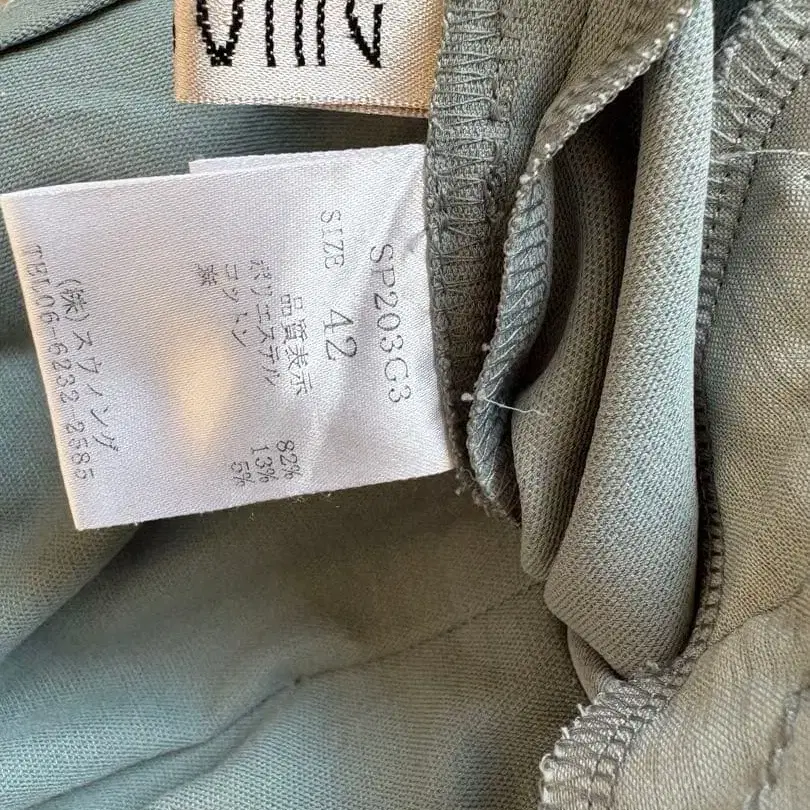 SP203G3
SIZE 42
品質表示
ポリエステル 82%
コットン 13%
麻 5%
(株)スウィング
TEL06-6232-2585